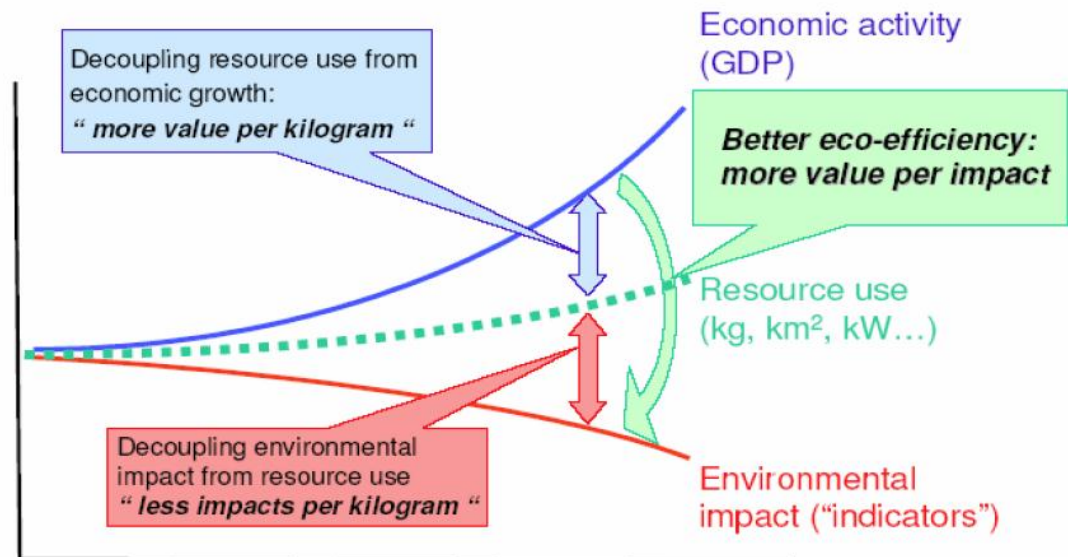 Economic activity
(GDP)
Decoupling resource use from
economic growth:
“ more value per kilogram “
Better eco-efficiency:
more value per impact
Resource use
(kg, km², kW…)
Decoupling environmental
impact from resource use
“ less impacts per kilogram “
Environmental
impact (“indicators”)